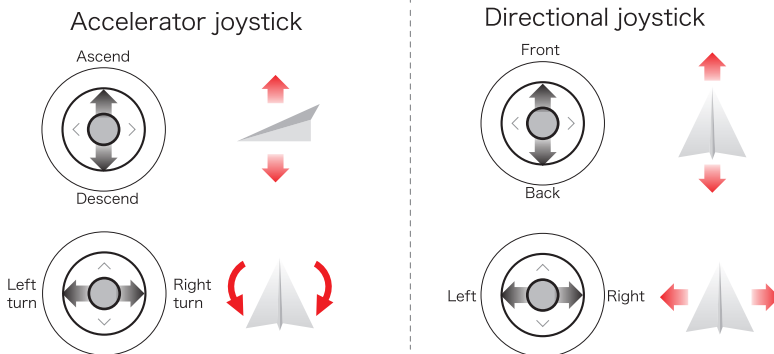 Accelerator joystick
Ascend
Descend
Left
turn
Right
turn
Directional joystick
Front
Back
Left
Right